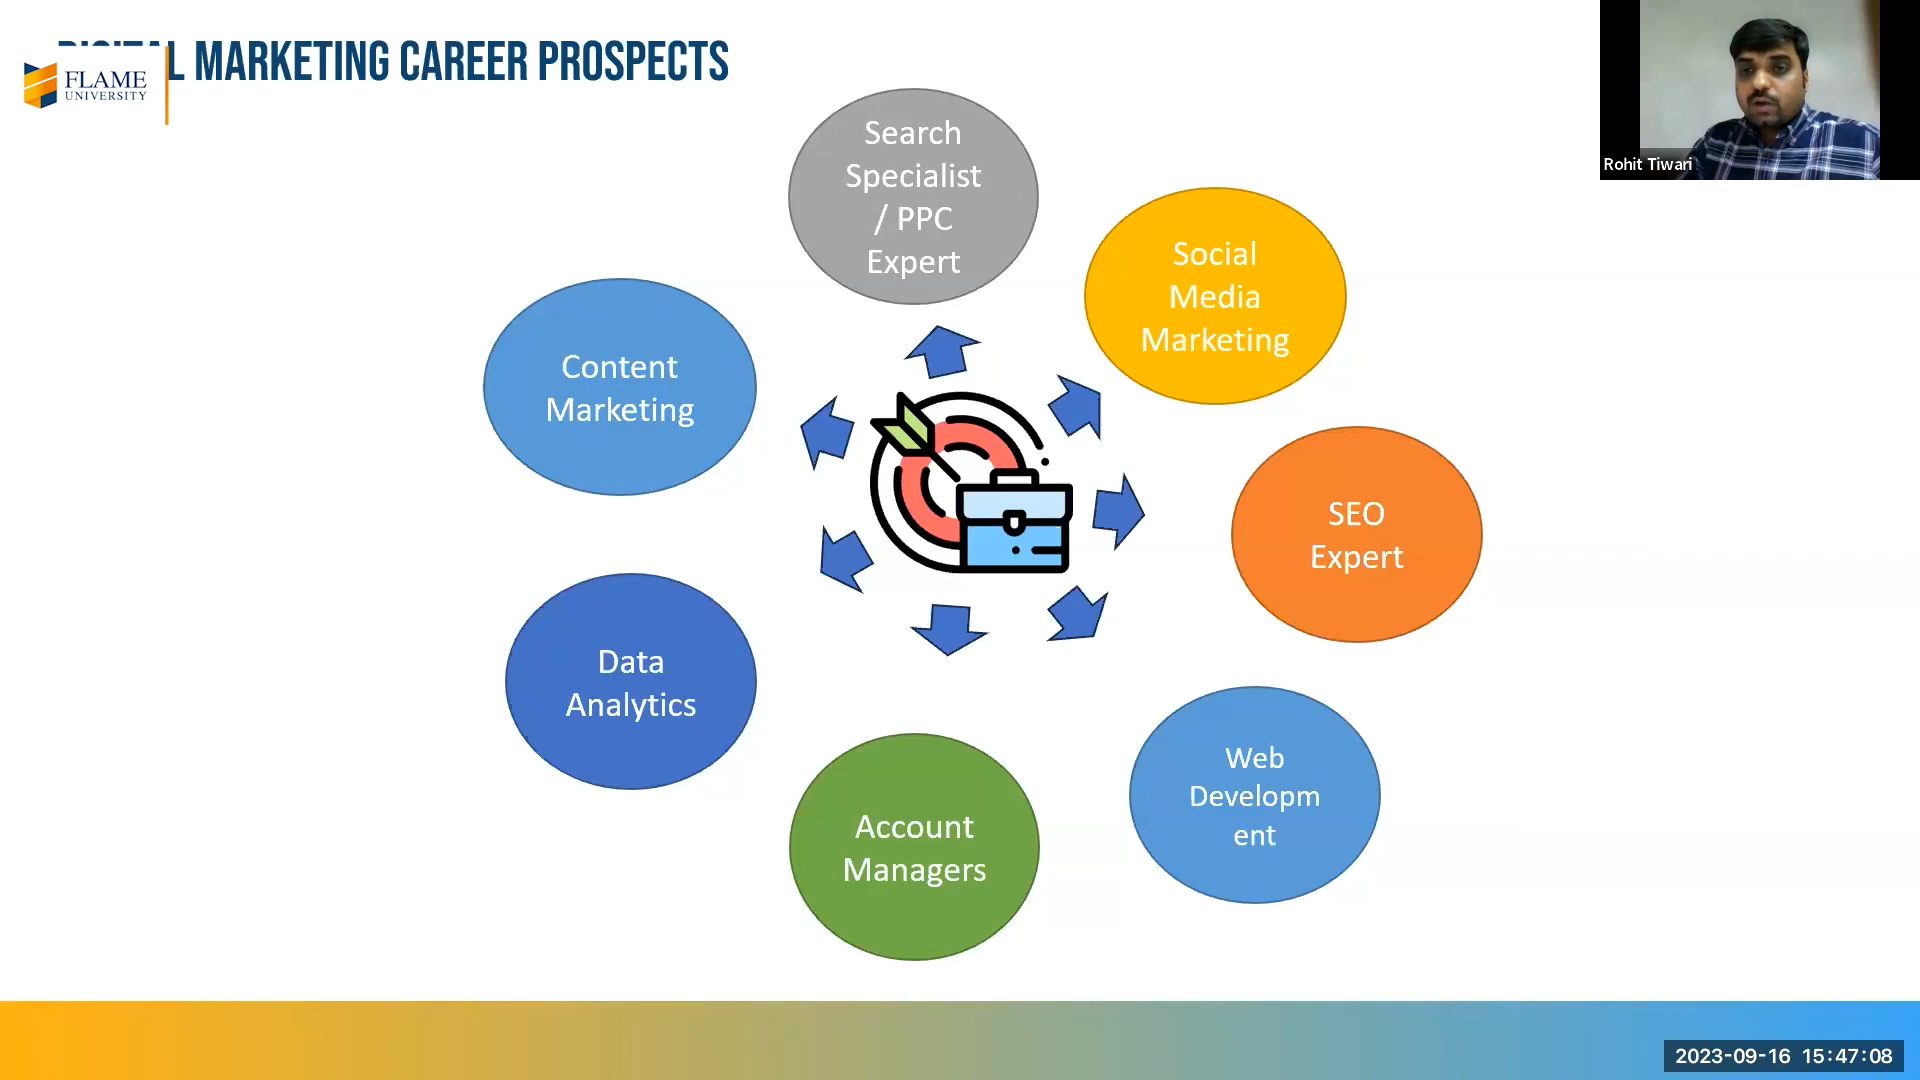 DIGITAL MARKETING CAREER PROSPECTS
FLAME
UNIVERSITY
Rohit Tiwari
Search
Specialist
/ PPC
Expert
Social
Media
Marketing
Content
Marketing
SEO
Expert
Data
Analytics
Web
Developm
ent
Account
Managers
2023-09-16 15:47:08